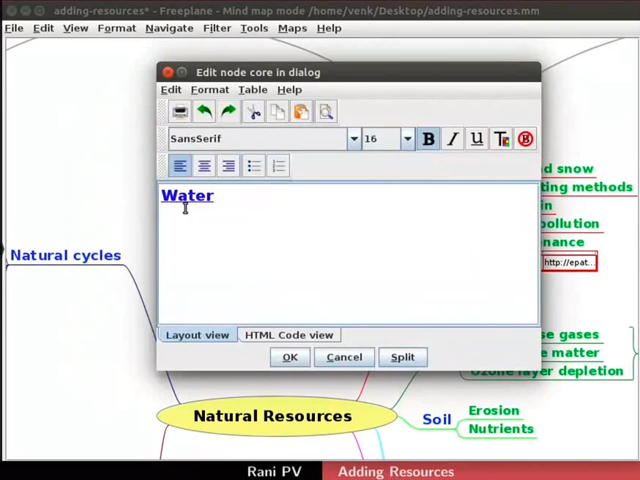 adding-resources* - Freeplane - Mind map mode /home/venk/Desktop/adding-resources.mm
File Edit View Format Navigate Filter Tools Maps Help
Edit node core in dialog
Edit Format Table Help
SansSerif 16 B I U T
Water
Layout view HTML Code view
OK Cancel Split
Natural cycles
d snow
ting methods
in
pollution
enance
http://epat...
se gases
e matter
Ozone layer depletion
Natural Resources
Soil
Erosion
Nutrients
Rani PV Adding Resources